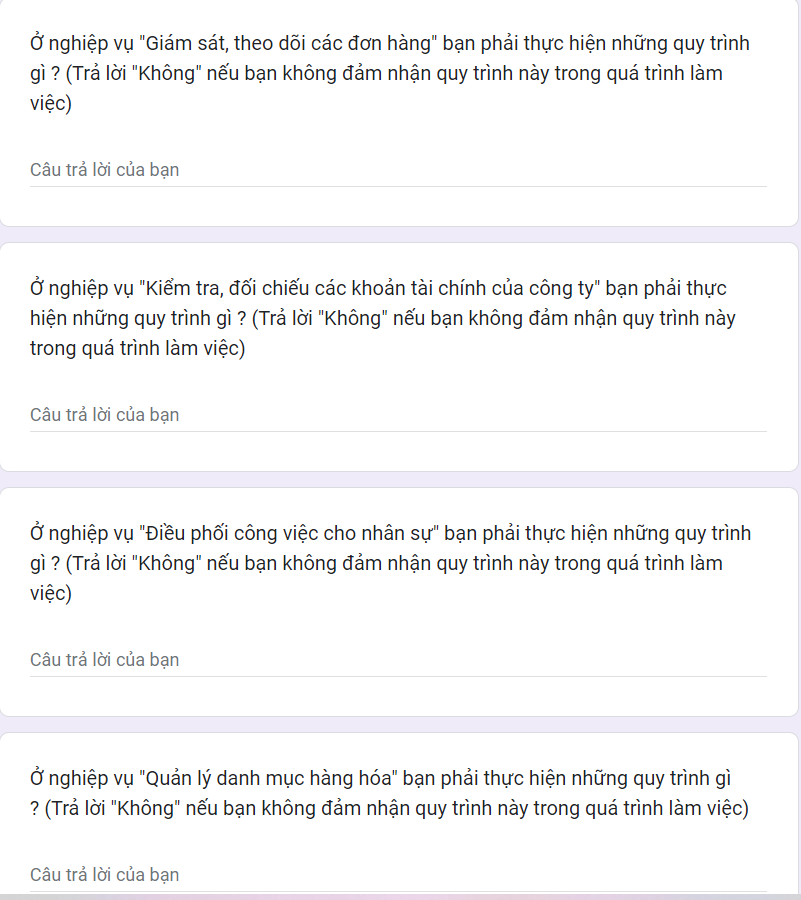 Ở nghiệp vụ "Giám sát, theo dõi các đơn hàng" bạn phải thực hiện những quy trình
gì ? (Trả lời "Không" nếu bạn không đảm nhận quy trình này trong quá trình làm
việc)
Câu trả lời của bạn
Ở nghiệp vụ "Kiểm tra, đối chiếu các khoản tài chính của công ty" bạn phải thực
hiện những quy trình gì ? (Trả lời "Không" nếu bạn không đảm nhận quy trình này
trong quá trình làm việc)
Câu trả lời của bạn
Ở nghiệp vụ "Điều phối công việc cho nhân sự" bạn phải thực hiện những quy trình
gì ? (Trả lời "Không" nếu bạn không đảm nhận quy trình này trong quá trình làm
việc)
Câu trả lời của bạn
Ở nghiệp vụ "Quản lý danh mục hàng hóa" bạn phải thực hiện những quy trình gì
? (Trả lời "Không" nếu bạn không đảm nhận quy trình này trong quá trình làm việc)
Câu trả lời của bạn